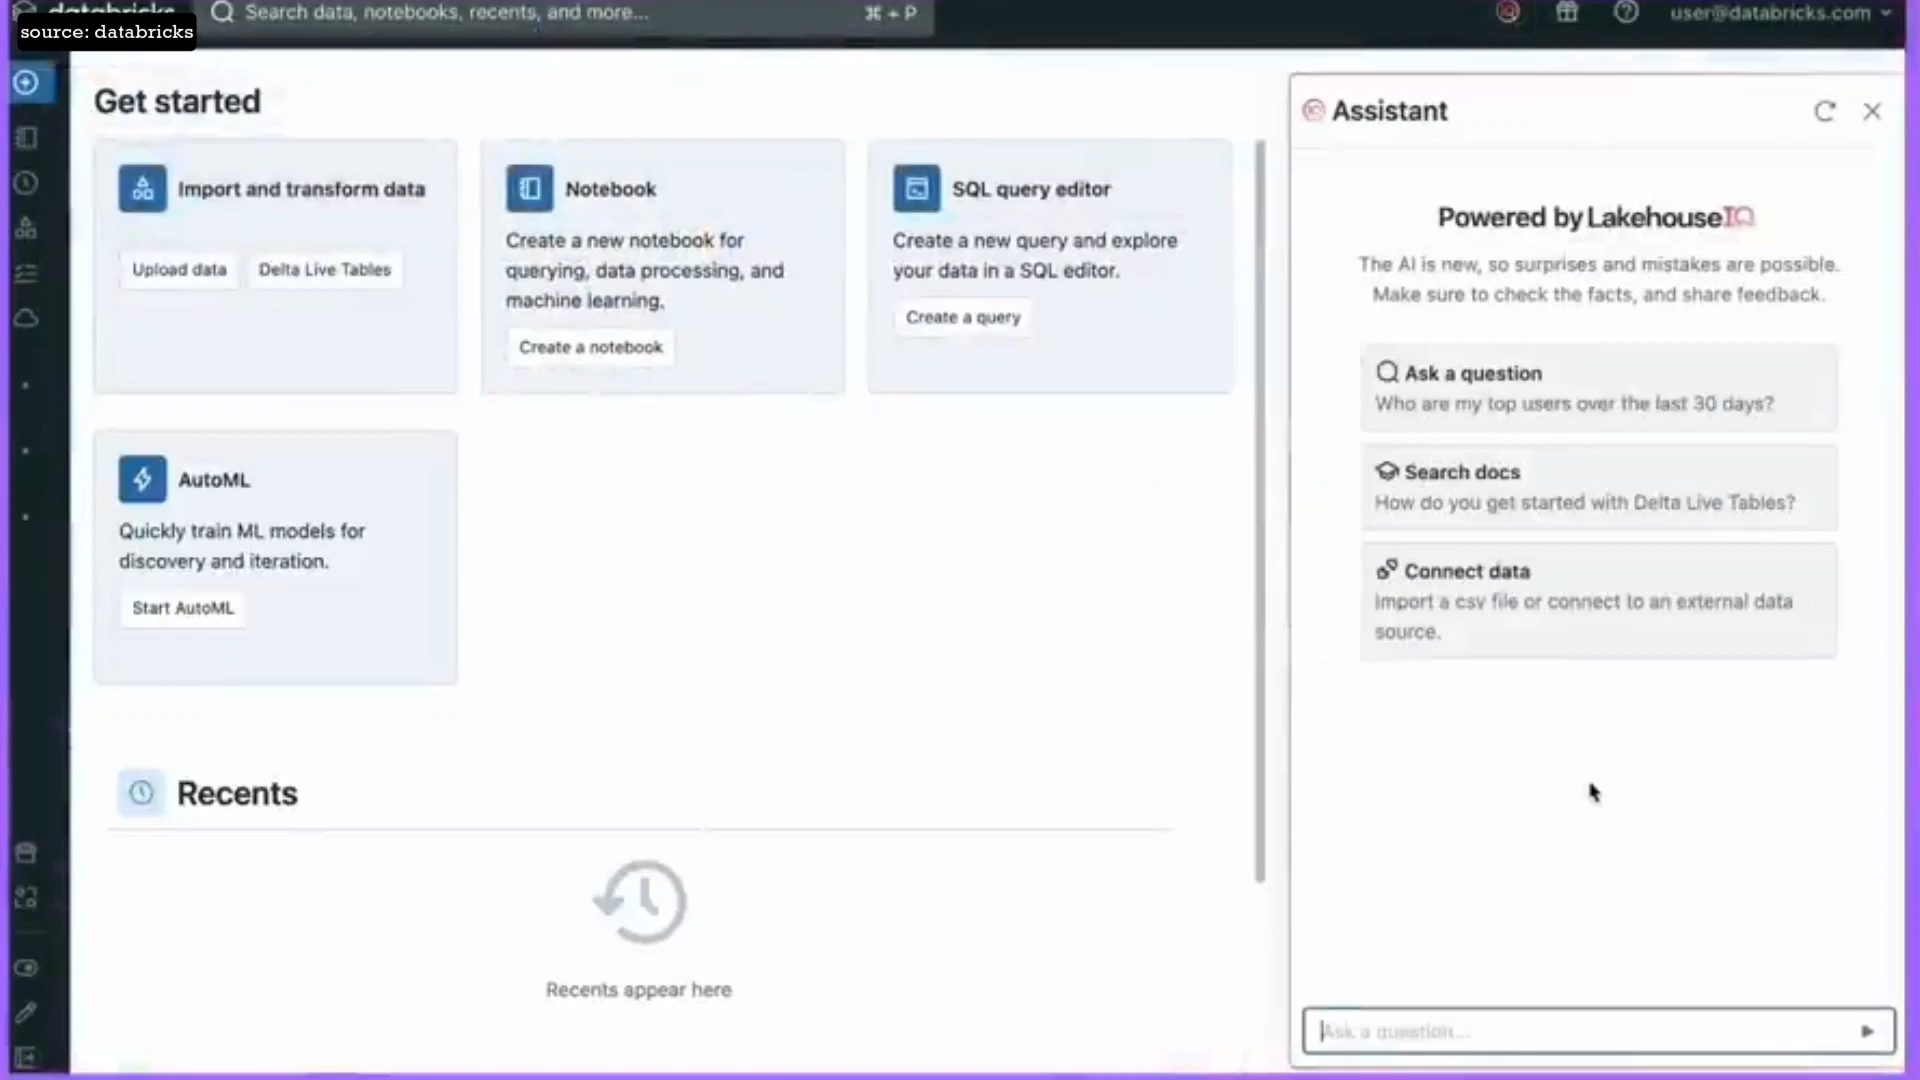 databricks
Search data, notebooks, recents, and more...
⌘ + P
user@databricks.com
source: databricks
Get started
Import and transform data
Upload data
Delta Live Tables
Notebook
Create a new notebook for
querying, data processing, and
machine learning.
Create a notebook
SQL query editor
Create a new query and explore
your data in a SQL editor.
Create a query
AutoML
Quickly train ML models for
discovery and iteration.
Start AutoML
Recents
Recents appear here
Assistant
Powered by LakehouseIQ
The AI is new, so surprises and mistakes are possible.
Make sure to check the facts, and share feedback.
Ask a question
Who are my top users over the last 30 days?
Search docs
How do you get started with Delta Live Tables?
Connect data
Import a csv file or connect to an external data
source.
Ask a question...